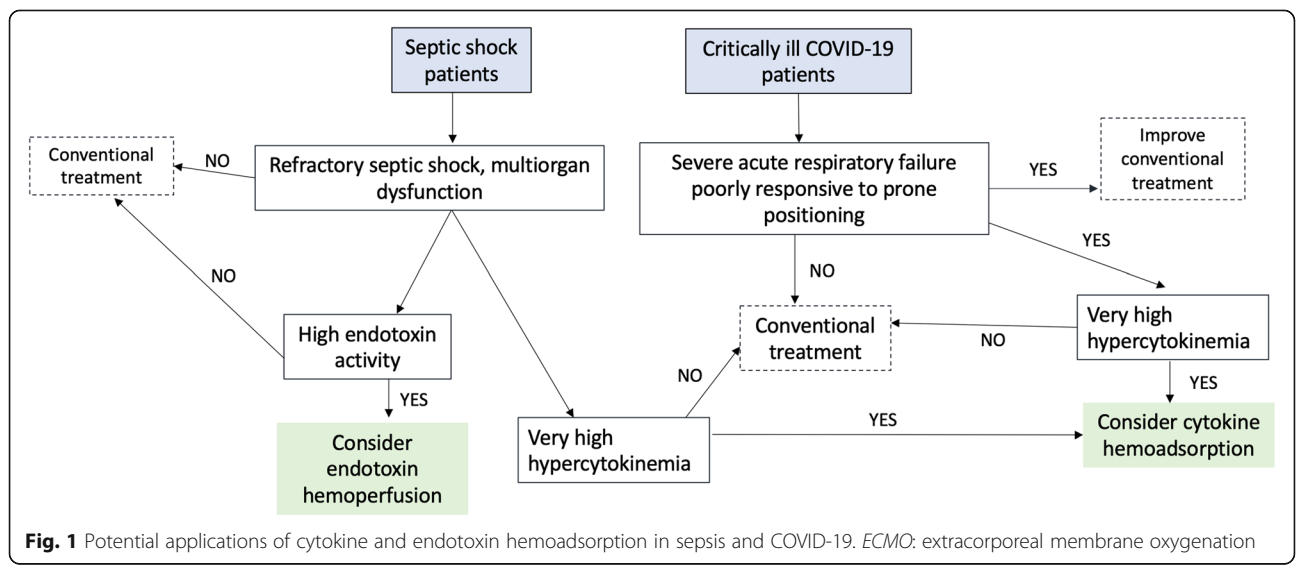 Septic shock
patients
Critically ill COVID-19
patients
Conventional
treatment
NO
Refractory septic shock, multiorgan
dysfunction
Severe acute respiratory failure
poorly responsive to prone
positioning
YES
Improve
conventional
treatment
YES
NO
NO
High endotoxin
activity
Conventional
treatment
NO
Very high
hypercytokinemia
NO
YES
YES
Consider
endotoxin
hemoperfusion
Very high
hypercytokinemia
YES
Consider cytokine
hemoadsorption
Fig. 1 Potential applications of cytokine and endotoxin hemoadsorption in sepsis and COVID-19. ECMO: extracorporeal membrane oxygenation